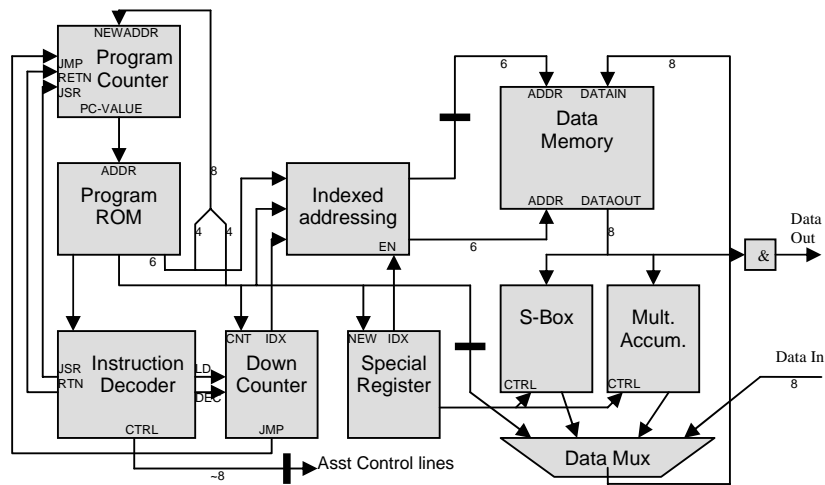 NEWADDR
Program
Counter
JMP
RETN
JSR
PC-VALUE
ADDR
Program
ROM
8
4
4
6
Indexed
addressing
EN
6
6
8
ADDR
DATAIN
Data
Memory
ADDR
DATAOUT
8
Data
Out
&
S-Box
CTRL
Mult.
Accum.
CTRL
Data In
8
JSR
RTN
Instruction
Decoder
CTRL
LD
DEC
CNT
IDX
Down
Counter
JMP
NEW
IDX
Special
Register
Data Mux
~8
Asst Control lines